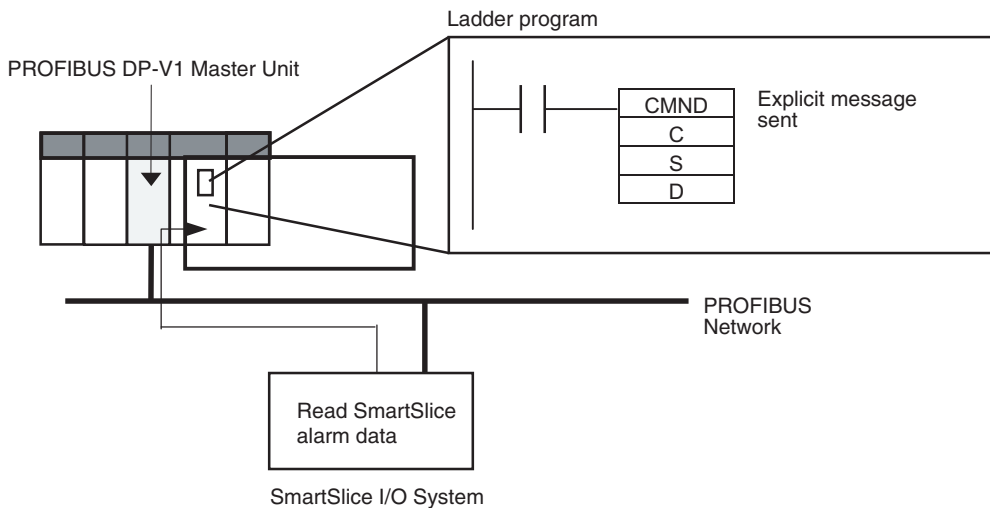 Ladder program
PROFIBUS DP-V1 Master Unit
CMND
C
S
D
Explicit message
sent
PROFIBUS
Network
Read SmartSlice
alarm data
SmartSlice I/O System